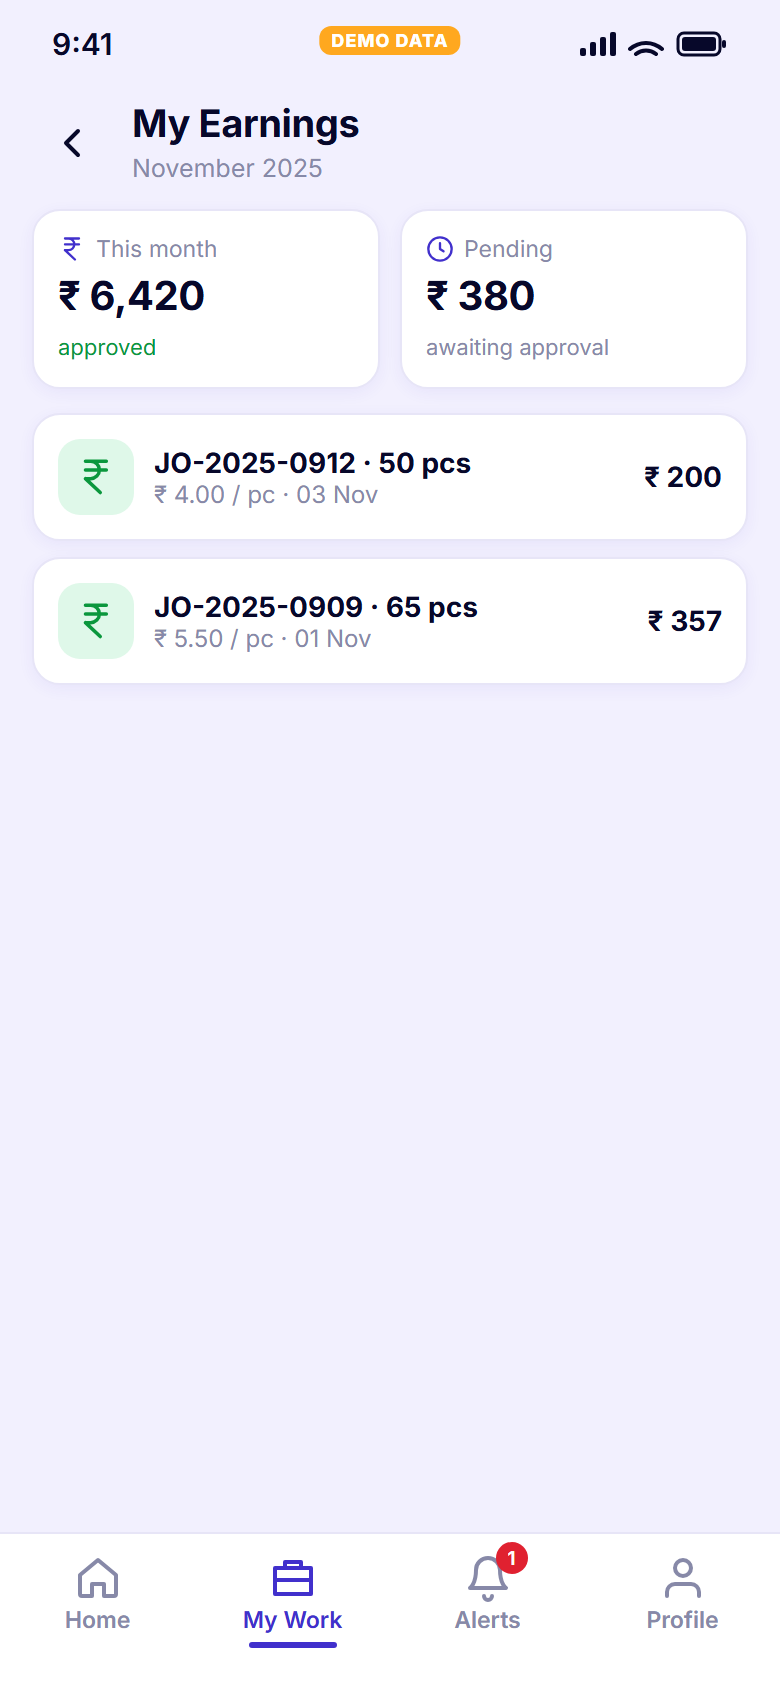 9:41
DEMO DATA
My Earnings
November 2025
₹ This month
₹ 6,420
approved
Pending
₹ 380
awaiting approval
₹
JO-2025-0912 · 50 pcs
₹ 4.00 / pc · 03 Nov
₹ 200
₹
JO-2025-0909 · 65 pcs
₹ 5.50 / pc · 01 Nov
₹ 357
1
Home
My Work
Alerts
Profile